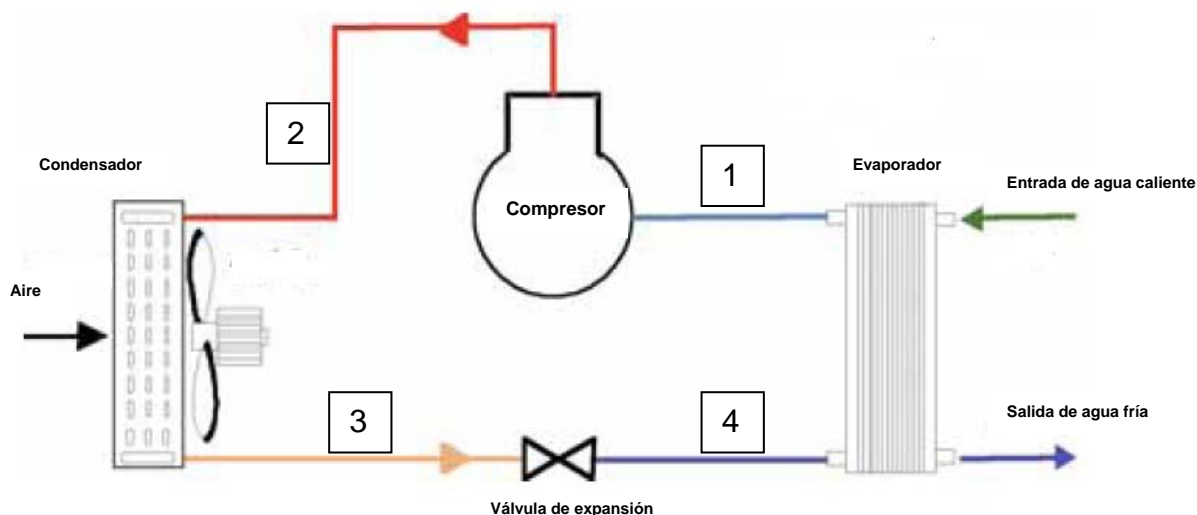 2
Condensador
1
Evaporador
Entrada de agua caliente
Compresor
Aire
3
4
Salida de agua fría
Válvula de expansión